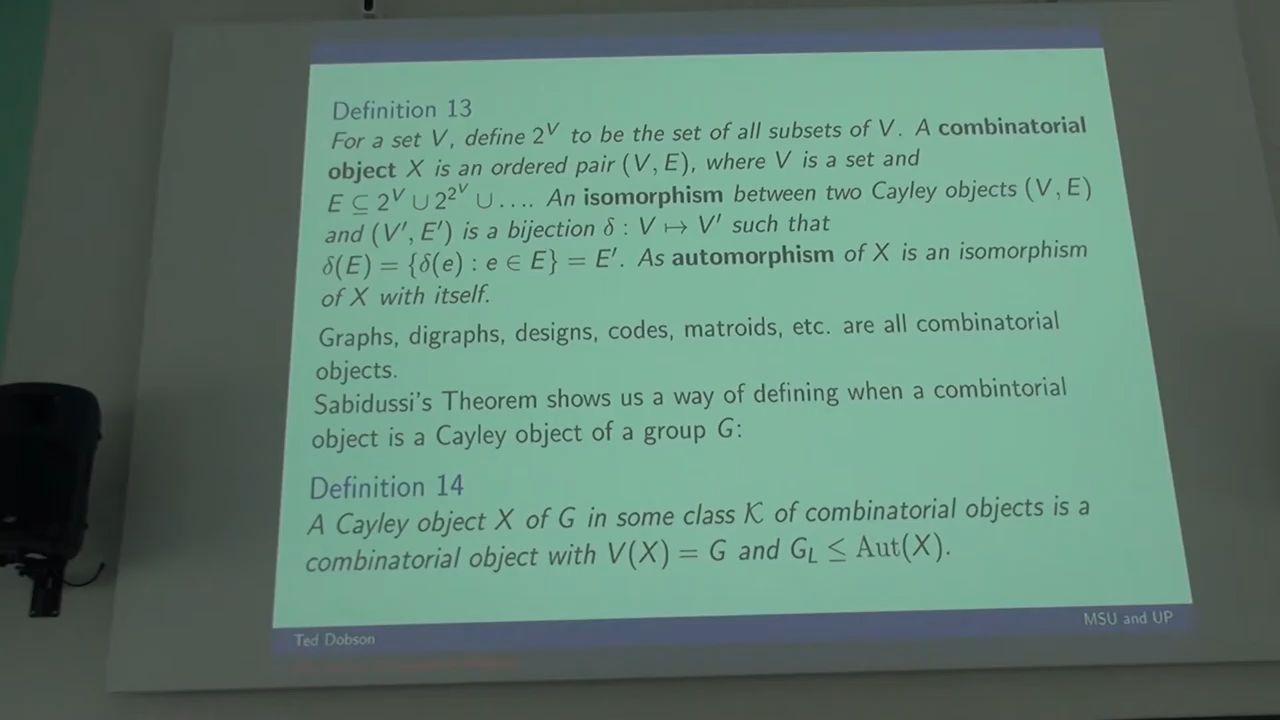 Definition 13
For a set V, define 2^V to be the set of all subsets of V. A combinatorial
object X is an ordered pair (V, E), where V is a set and
E ⊆ 2^V ∪ 2^{2^V} ∪ .... An isomorphism between two Cayley objects (V, E)
and (V′, E′) is a bijection δ : V ↦ V′ such that
δ(E) = {δ(e) : e ∈ E} = E′. As automorphism of X is an isomorphism
of X with itself.
Graphs, digraphs, designs, codes, matroids, etc. are all combinatorial
objects.
Sabidussi's Theorem shows us a way of defining when a combintorial
object is a Cayley object of a group G:
Definition 14
A Cayley object X of G in some class K of combinatorial objects is a
combinatorial object with V(X) = G and G_L ≤ Aut(X).
Ted Dobson
MSU and UP